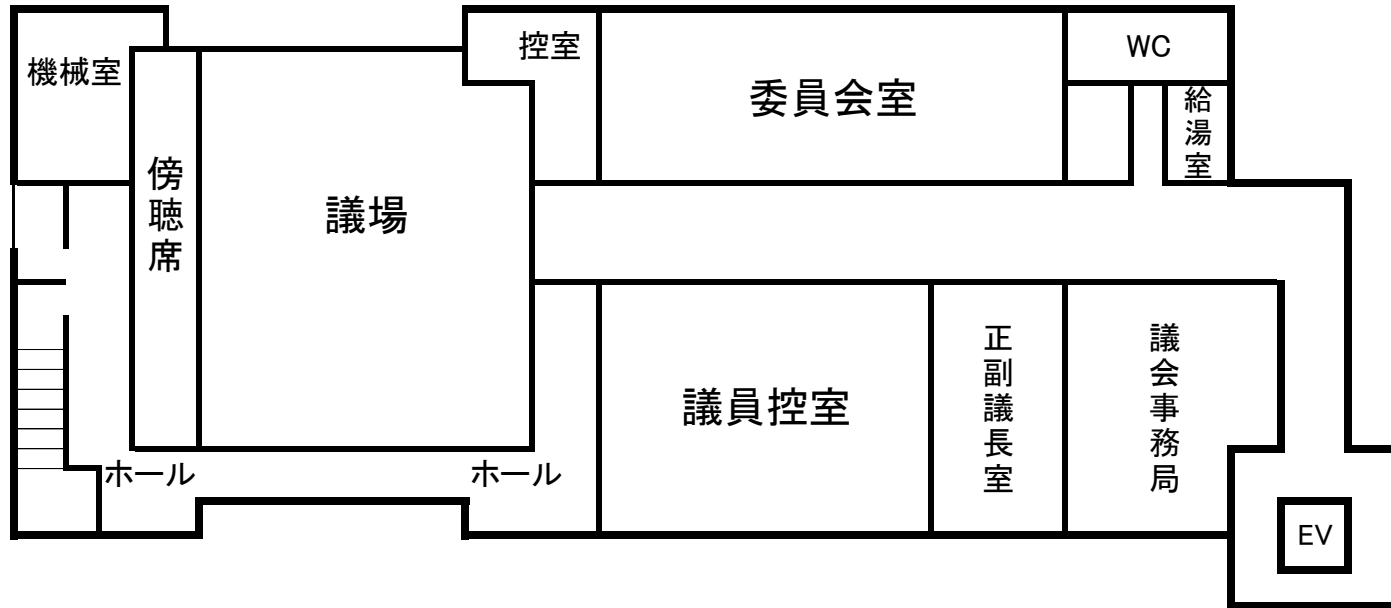 機械室
控室
委員会室
WC
給湯室
傍聴席
議場
議員控室
正副議長室
議会事務局
ホール
ホール
EV